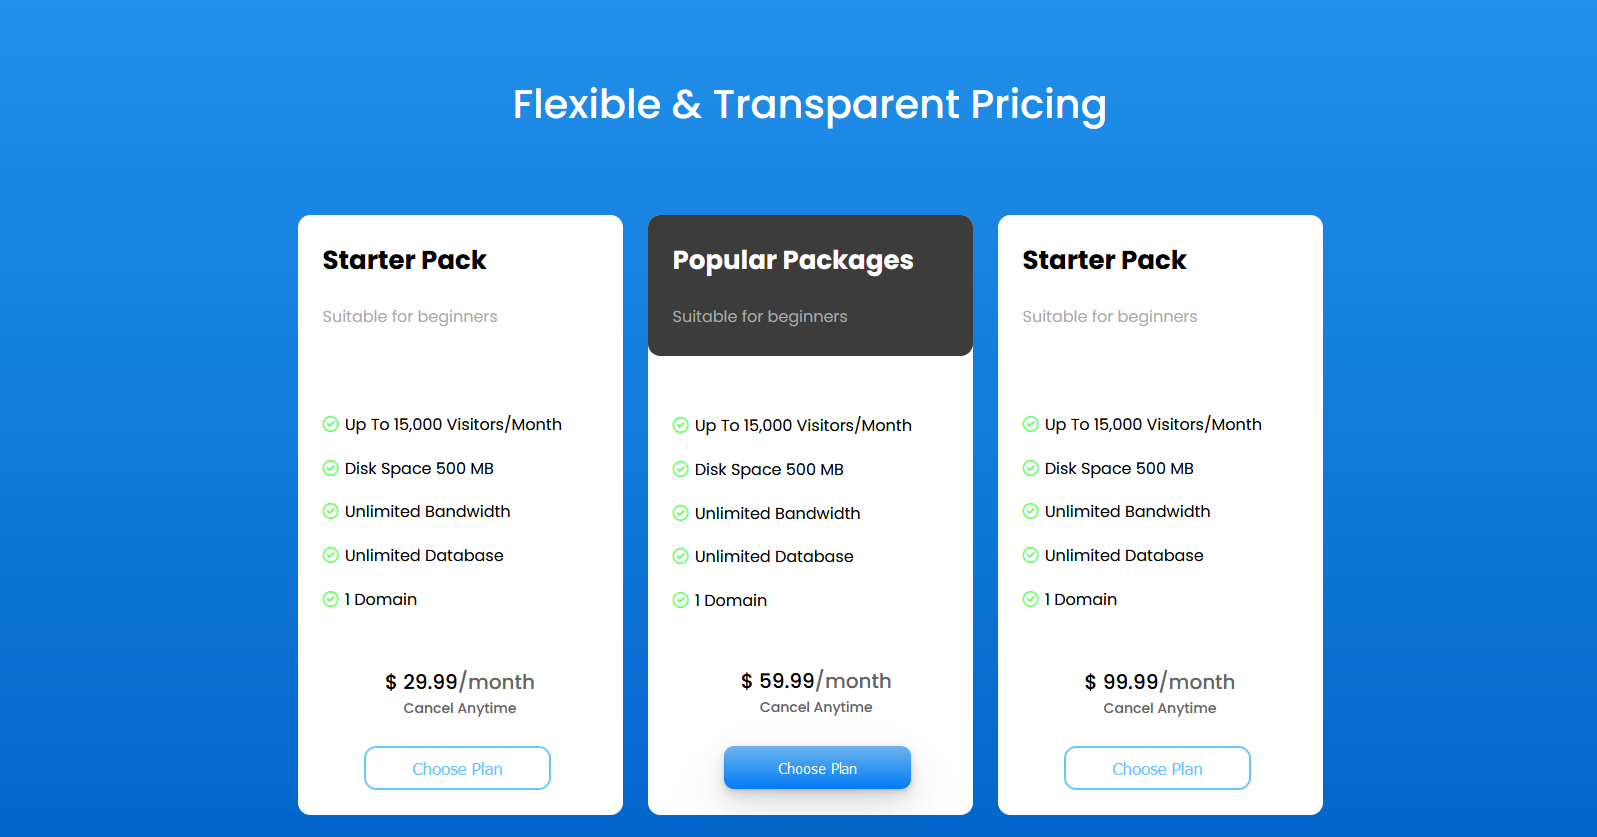 Flexible & Transparent Pricing
Starter Pack
Suitable for beginners
Up To 15,000 Visitors/Month
Disk Space 500 MB
Unlimited Bandwidth
Unlimited Database
1 Domain
$ 29.99/month
Cancel Anytime
Choose Plan
Popular Packages
Suitable for beginners
Up To 15,000 Visitors/Month
Disk Space 500 MB
Unlimited Bandwidth
Unlimited Database
1 Domain
$ 59.99/month
Cancel Anytime
Choose Plan
Starter Pack
Suitable for beginners
Up To 15,000 Visitors/Month
Disk Space 500 MB
Unlimited Bandwidth
Unlimited Database
1 Domain
$ 99.99/month
Cancel Anytime
Choose Plan